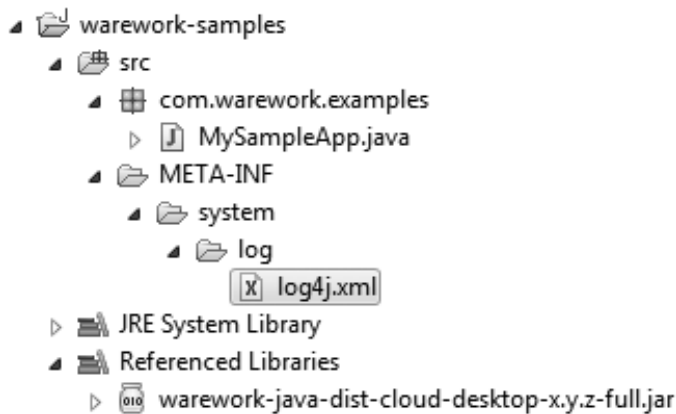 warework-samples
src
com.warework.examples
MySampleApp.java
META-INF
system
log
log4j.xml
JRE System Library
Referenced Libraries
warework-java-dist-cloud-desktop-x.y.z-full.jar